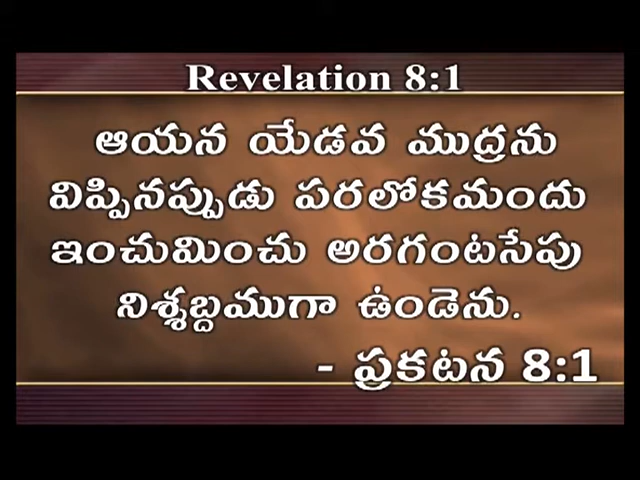 Revelation 8:1
ఆయన యేడవ ముద్రను
విప్పినప్పుడు పరలోకమందు
ఇంచుమించు అరగంటసేపు
నిశ్శబ్దముగా ఉండెను.
- ప్రకటన 8:1